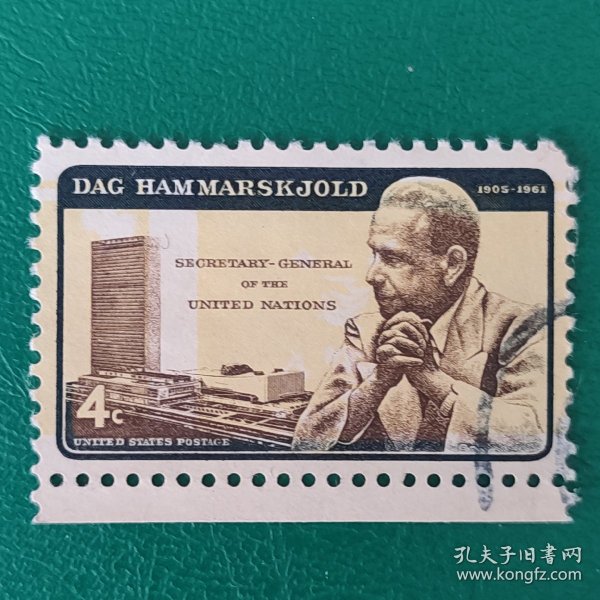 DAG HAMMARSKJOLD
1905-1961
SECRETARY-GENERAL
OF THE
UNITED NATIONS
4c
UNITED STATES POSTAGE
孔夫子旧书网
www.kongfz.com